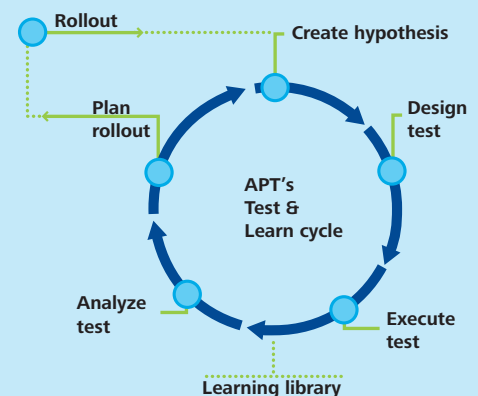 Rollout
Create hypothesis
Plan
rollout
Design
test
APT's
Test &
Learn cycle
Analyze
test
Execute
test
Learning library